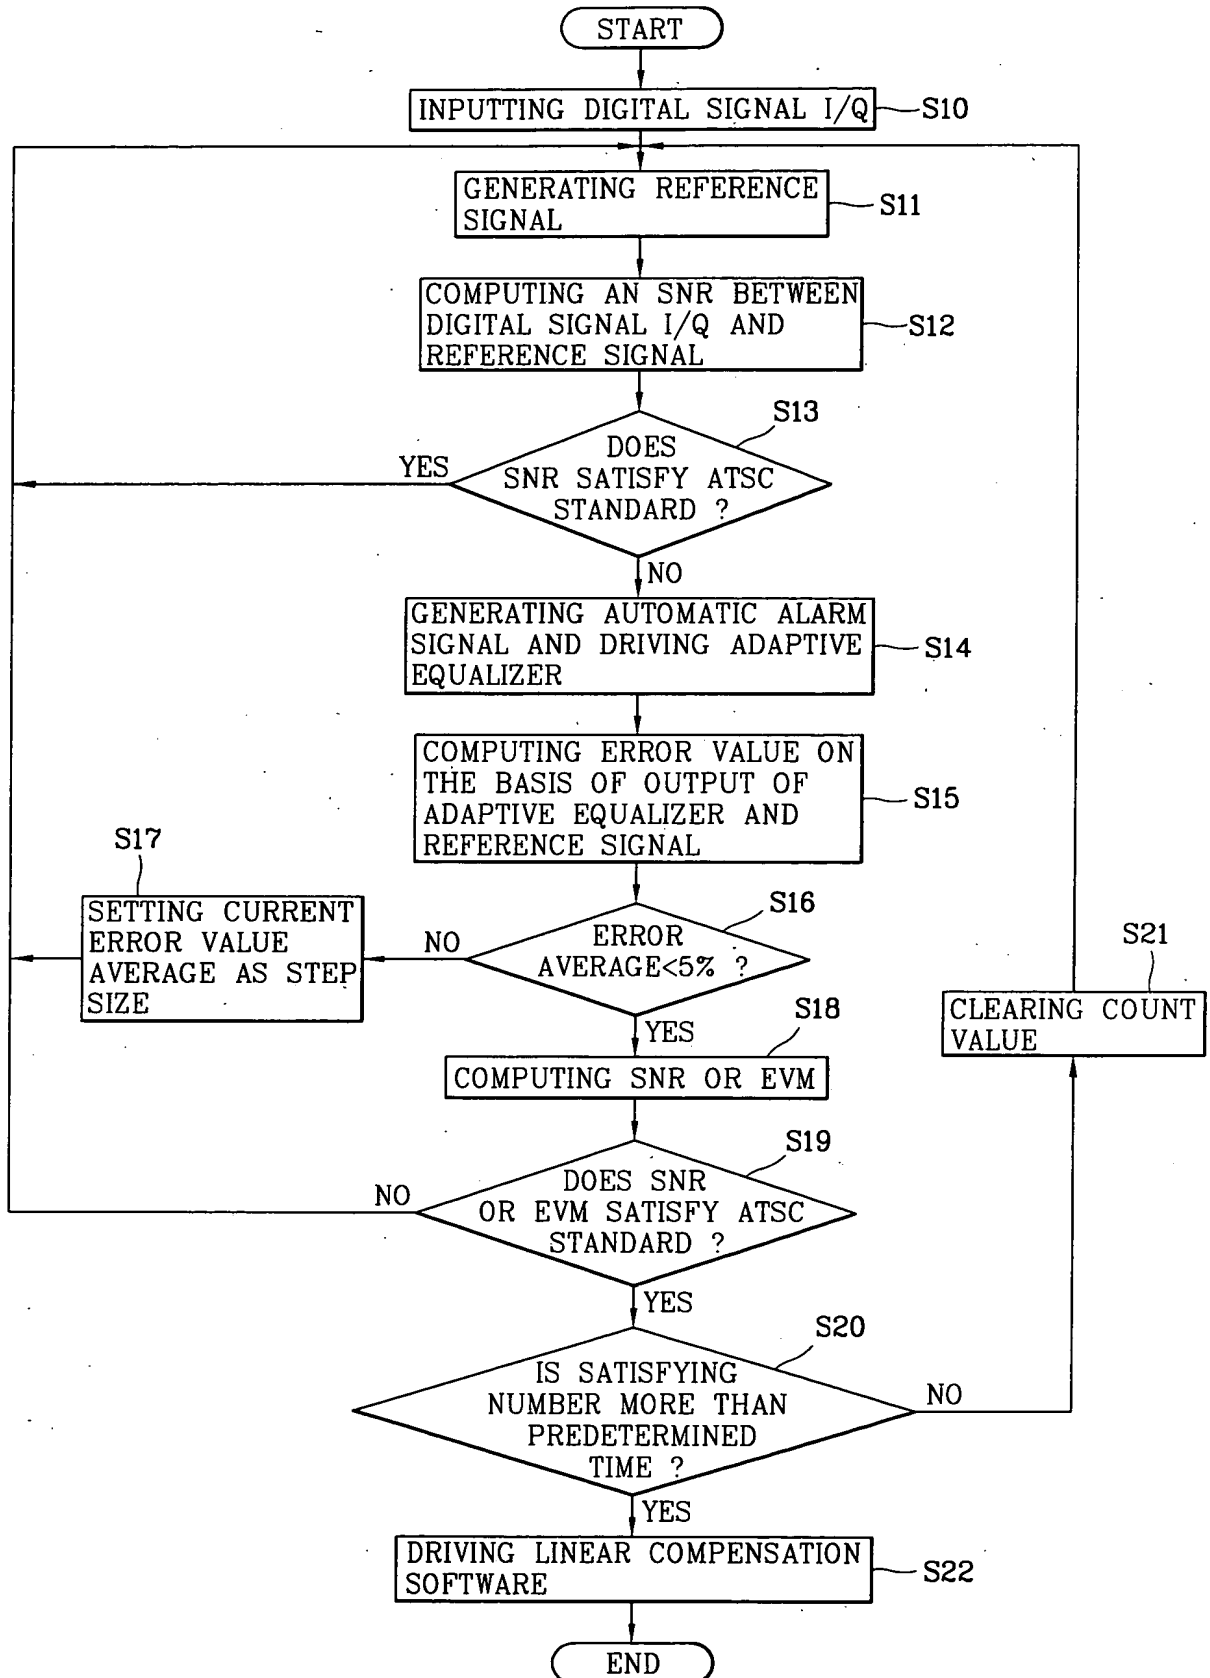 START
INPUTTING DIGITAL SIGNAL I/Q
S10
GENERATING REFERENCE
SIGNAL
S11
COMPUTING AN SNR BETWEEN
DIGITAL SIGNAL I/Q AND
REFERENCE SIGNAL
S12
S13
DOES
SNR SATISFY ATSC
STANDARD ?
YES
NO
GENERATING AUTOMATIC ALARM
SIGNAL AND DRIVING ADAPTIVE
EQUALIZER
S14
COMPUTING ERROR VALUE ON
THE BASIS OF OUTPUT OF
ADAPTIVE EQUALIZER AND
REFERENCE SIGNAL
S15
S16
ERROR
AVERAGE<5% ?
NO
S17
SETTING CURRENT
ERROR VALUE
AVERAGE AS STEP
SIZE
YES
S18
COMPUTING SNR OR EVM
S19
DOES SNR
OR EVM SATISFY ATSC
STANDARD ?
NO
YES
S20
IS SATISFYING
NUMBER MORE THAN
PREDETERMINED
TIME ?
NO
S21
CLEARING COUNT
VALUE
YES
DRIVING LINEAR COMPENSATION
SOFTWARE
S22
END